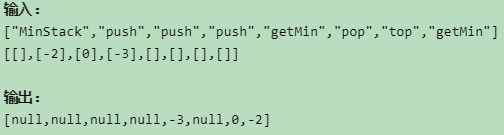 输入：
["MinStack","push","push","push","getMin","pop","top","getMin"]
[[],[-2],[0],[-3],[],[],[],[]]
输出：
[null,null,null,null,-3,null,0,-2]